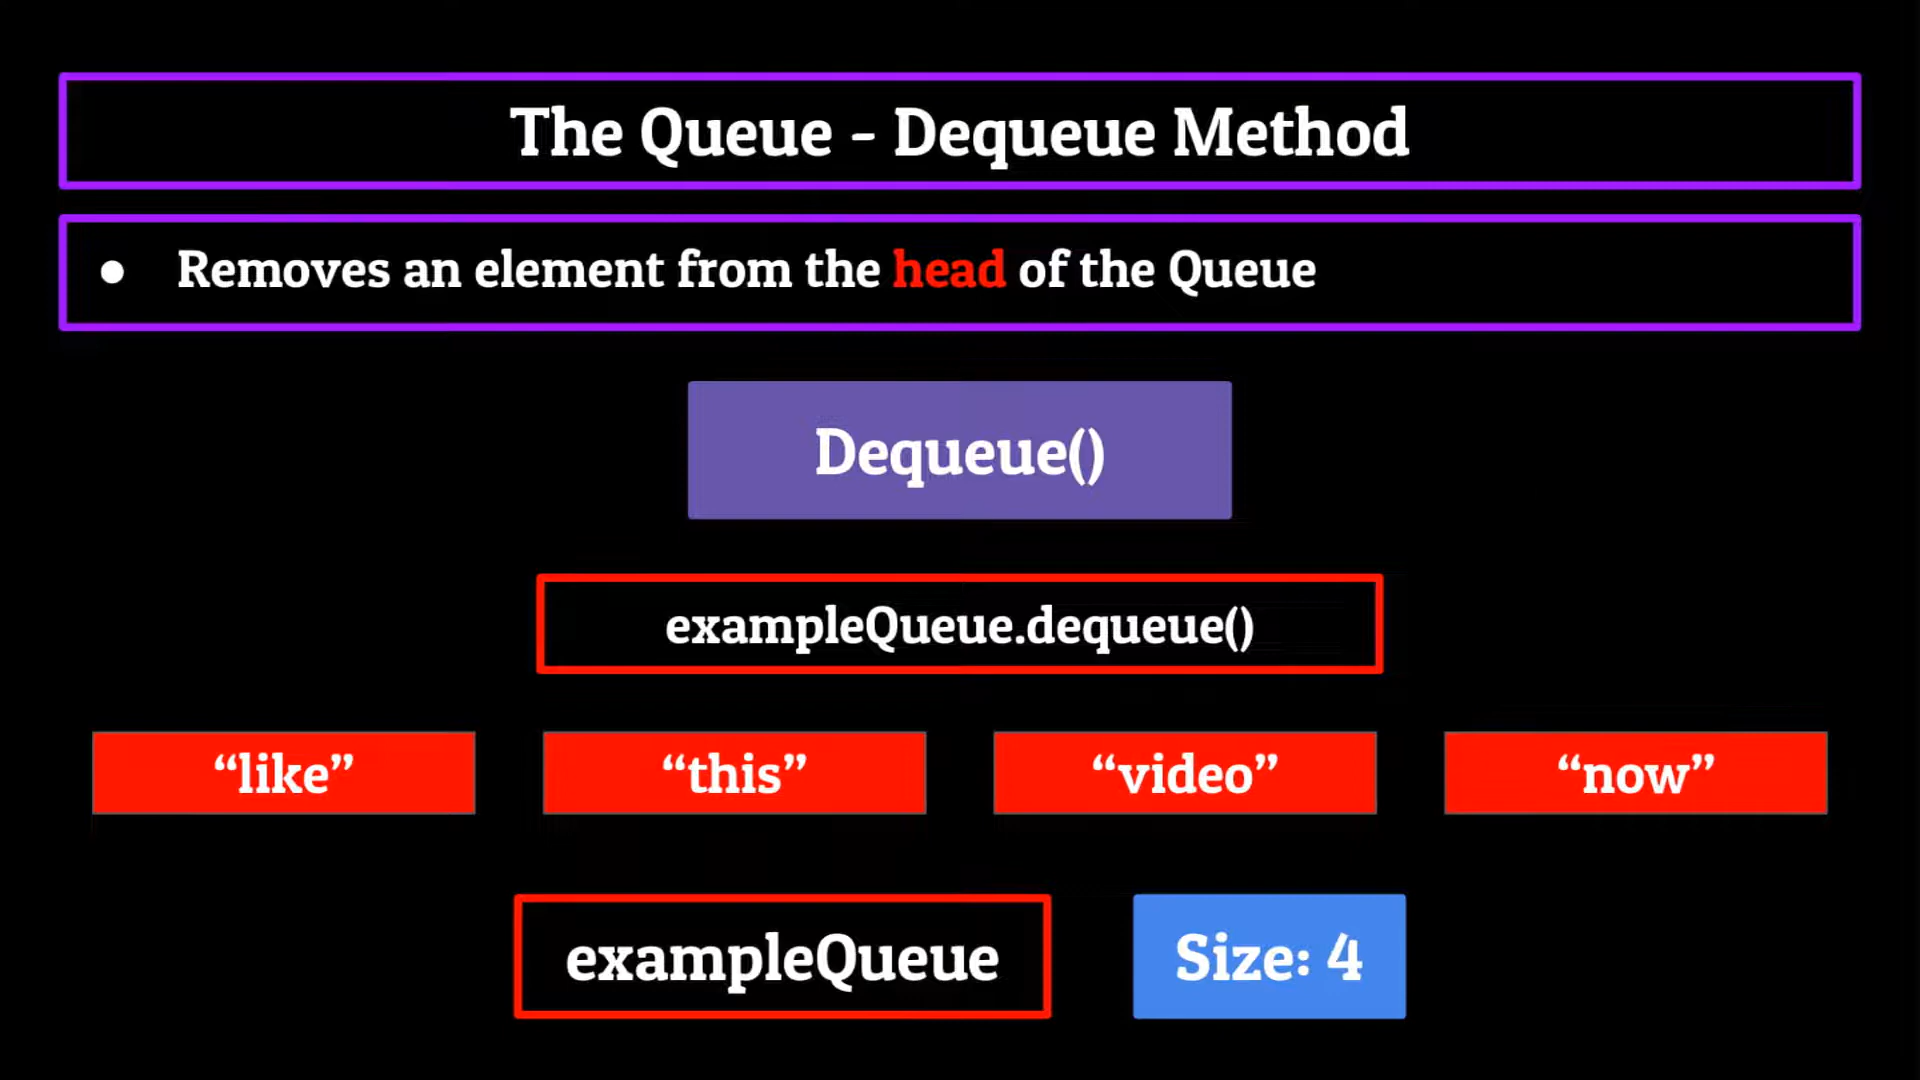 The Queue - Dequeue Method
● Removes an element from the head of the Queue
Dequeue()
exampleQueue.dequeue()
“like” “this” “video” “now”
exampleQueue Size: 4